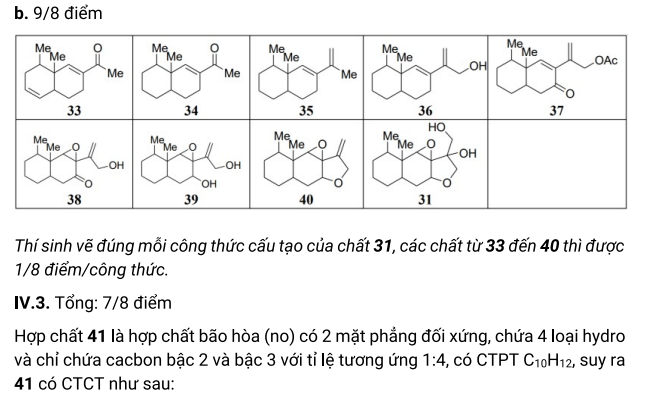 b. 9/8 điểm
Me Me O Me
33
Me Me O Me
34
Me Me Me
35
Me Me OH
36
Me Me OAc O
37
Me Me O OH O
38
Me Me O OH OH
39
Me Me O O
40
Me Me O HO OH O
31
Thí sinh vẽ đúng mỗi công thức cấu tạo của chất 31, các chất từ 33 đến 40 thì được
1/8 điểm/công thức.
IV.3. Tổng: 7/8 điểm
Hợp chất 41 là hợp chất bão hòa (no) có 2 mặt phẳng đối xứng, chứa 4 loại hydro
và chỉ chứa cacbon bậc 2 và bậc 3 với tỉ lệ tương ứng 1:4, có CTPT C₁₀H₁₂, suy ra
41 có CTCT như sau: